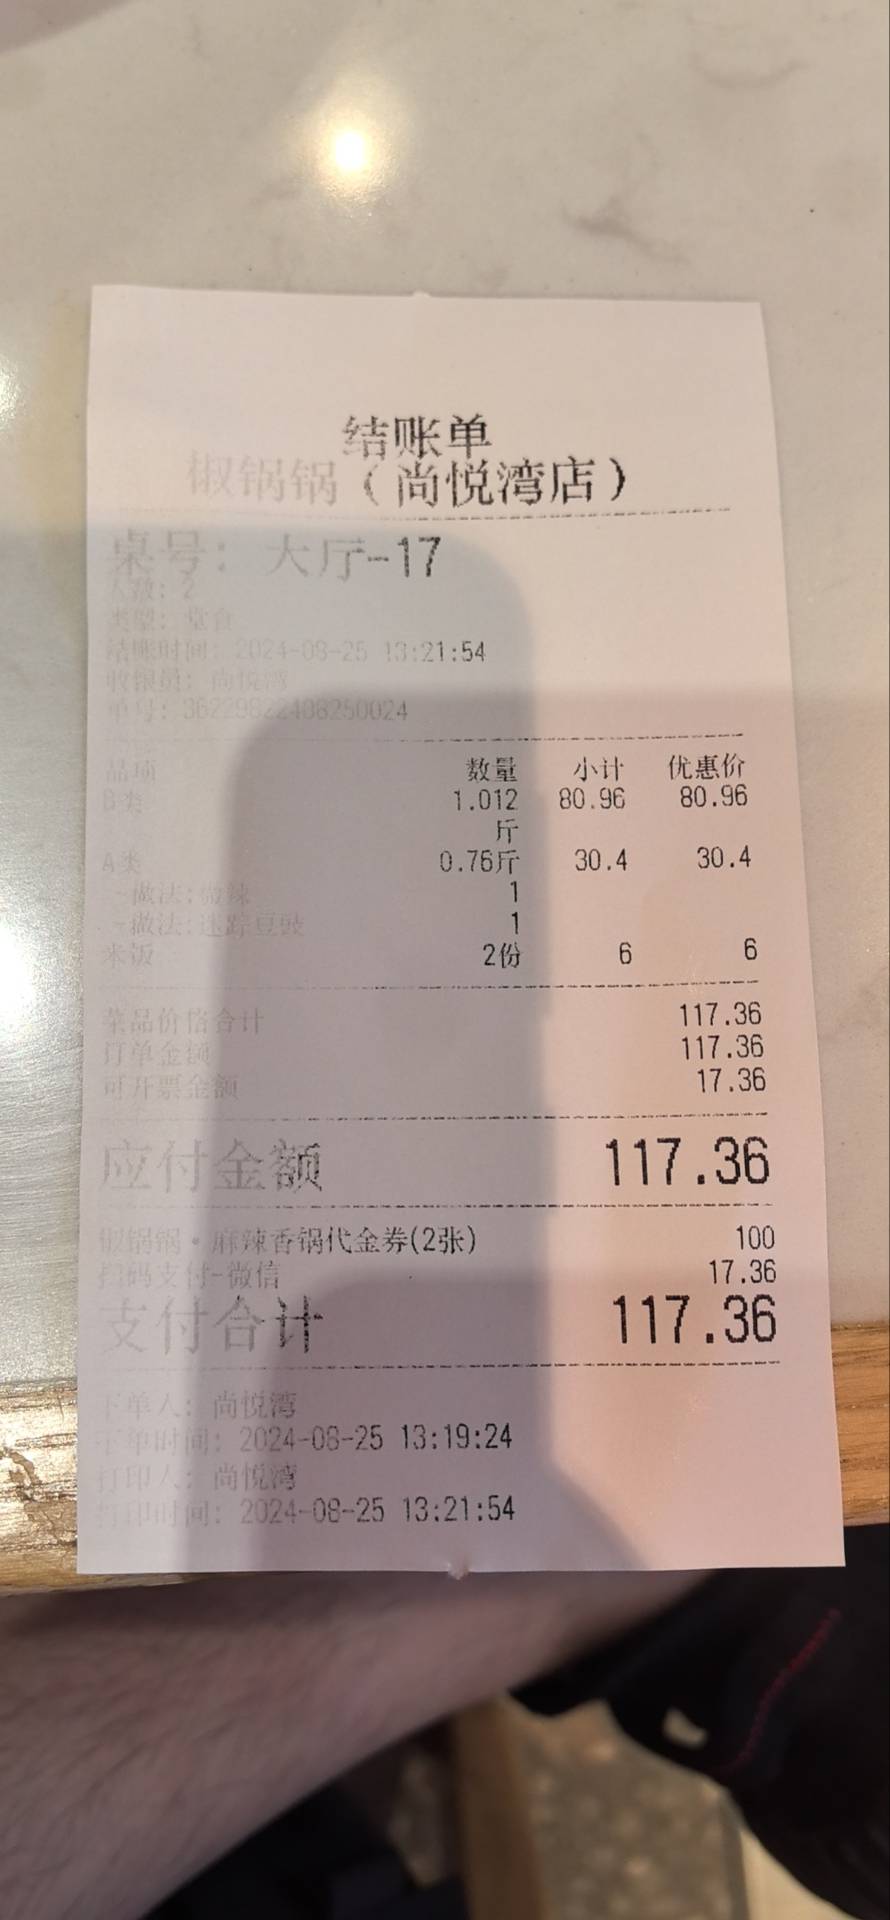 结账单
椒锅锅（尚悦湾店）
桌号：大厅-17
人数：2
类型：堂食
结账时间：2024-08-25 13:21:54
收银员：尚悦湾
单号：36229822408250024
品项 数量 小计 优惠价
B类 1.012斤 80.96 80.96
A类 0.76斤 30.4 30.4
-做法:微辣 1
-做法:迷踪豆豉 1
米饭 2份 6 6
菜品价格合计 117.36
订单金额 117.36
可开票金额 17.36
应付金额 117.36
椒锅锅·麻辣香锅代金券(2张) 100
扫码支付-微信 17.36
支付合计 117.36
下单人：尚悦湾
下单时间：2024-08-25 13:19:24
打印人：尚悦湾
打印时间：2024-08-25 13:21:54